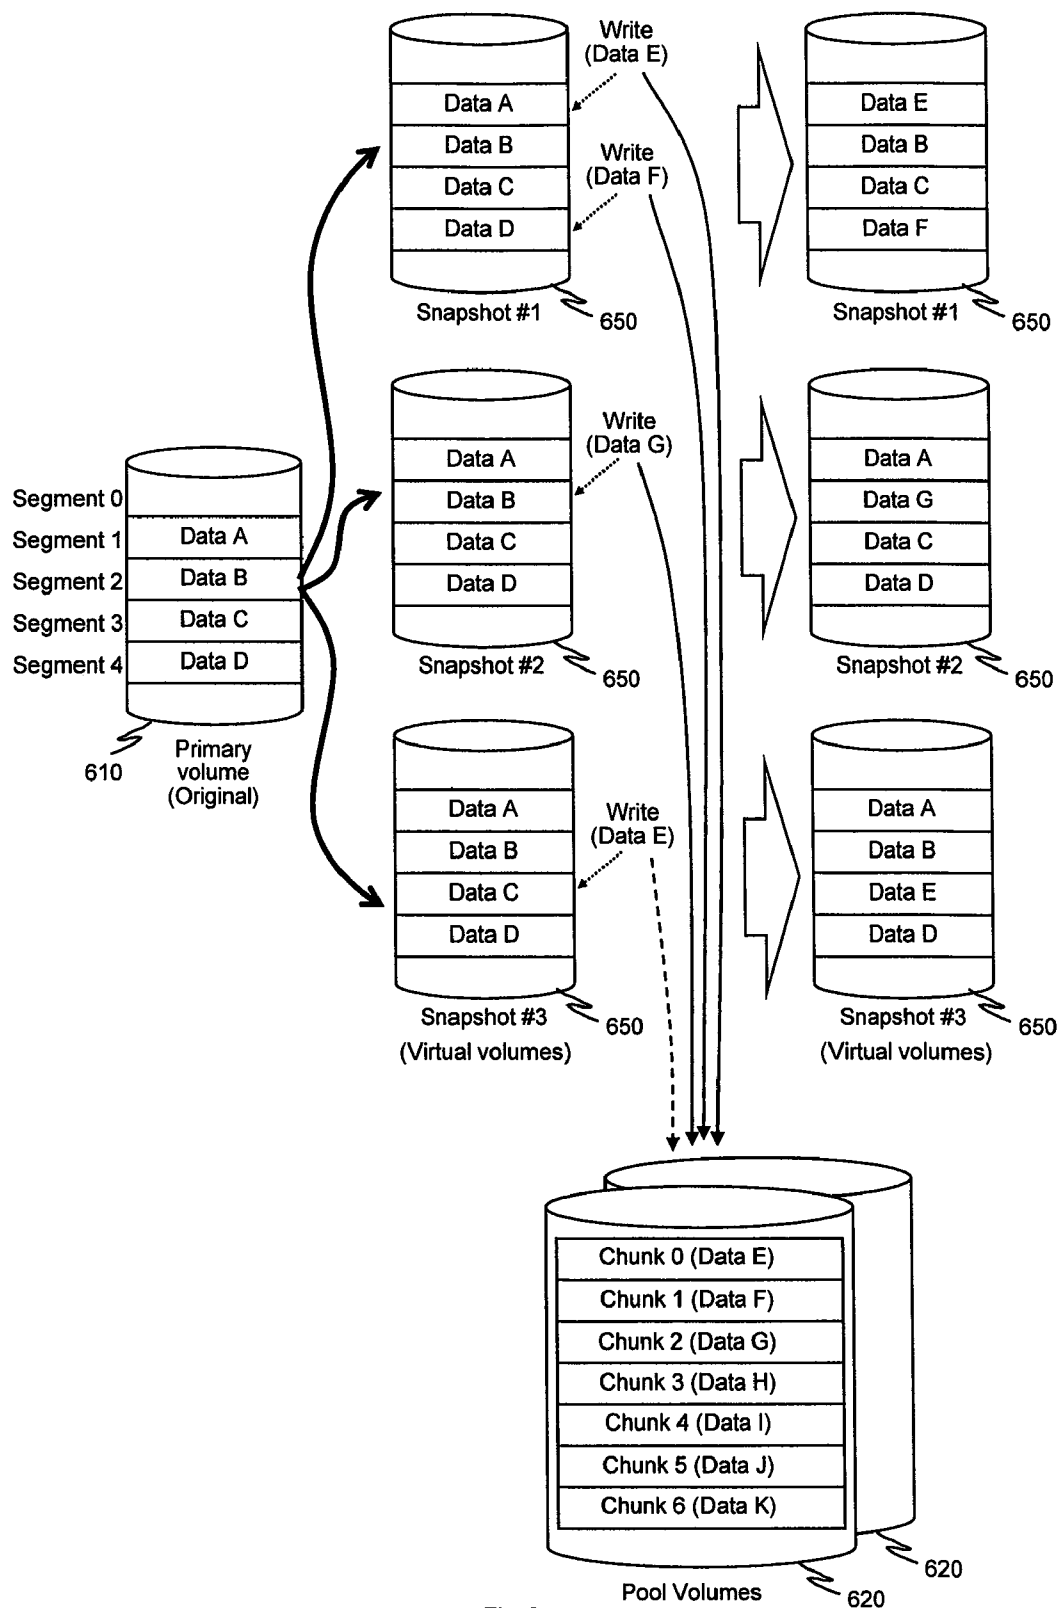 Write
(Data E)
Data A
Data B
Data C
Data D
Write
(Data F)
Snapshot #1
650
Data E
Data B
Data C
Data F
Snapshot #1
650
Segment 0
Segment 1
Segment 2
Segment 3
Segment 4
Data A
Data B
Data C
Data D
610
Primary
volume
(Original)
Data A
Data B
Data C
Data D
Write
(Data G)
Snapshot #2
650
Data A
Data G
Data C
Data D
Snapshot #2
650
Data A
Data B
Data C
Data D
Write
(Data E)
Snapshot #3
650
(Virtual volumes)
Data A
Data B
Data E
Data D
Snapshot #3
650
(Virtual volumes)
Chunk 0 (Data E)
Chunk 1 (Data F)
Chunk 2 (Data G)
Chunk 3 (Data H)
Chunk 4 (Data I)
Chunk 5 (Data J)
Chunk 6 (Data K)
620
Pool Volumes
620